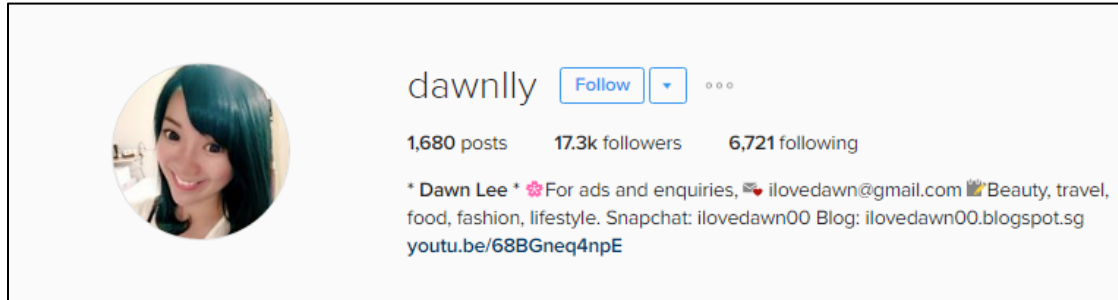 dawnlly Follow
1,680 posts 17.3k followers 6,721 following
* Dawn Lee * 🌸For ads and enquiries, 💌 ilovedawn@gmail.com 📝Beauty, travel,
food, fashion, lifestyle. Snapchat: ilovedawn00 Blog: ilovedawn00.blogspot.sg
youtu.be/68BGneq4npE